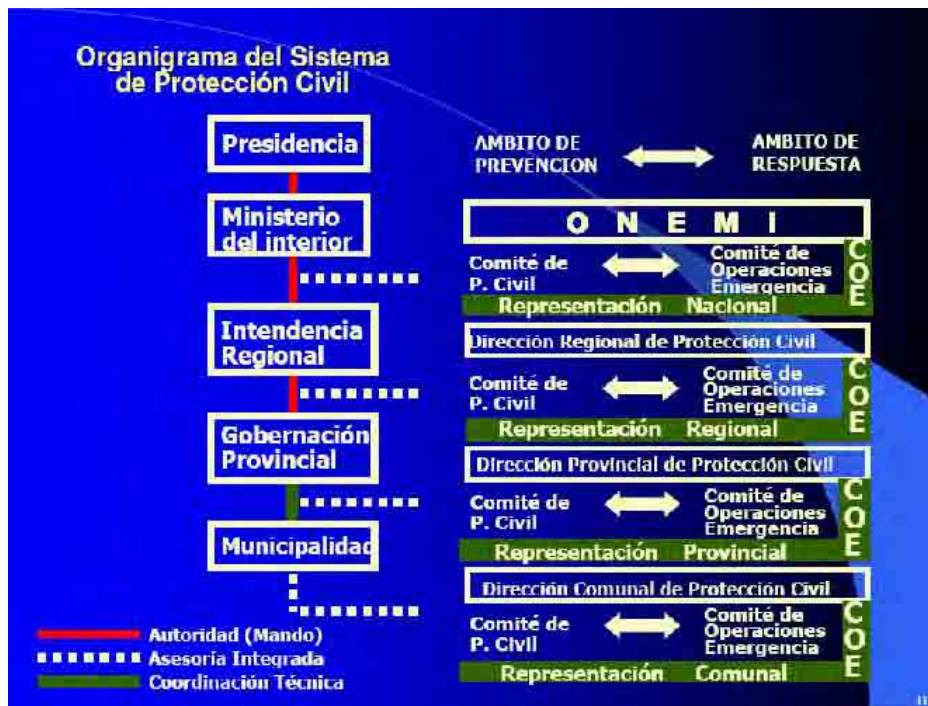 Organigrama del Sistema
de Protección Civil
Presidencia
Ministerio
del interior
Intendencia
Regional
Gobernación
Provincial
Municipalidad
Autoridad (Mando)
Asesoría Integrada
Coordinación Técnica
AMBITO DE
PREVENCION
AMBITO DE
RESPUESTA
O N E M I
Comité de
P. Civil
Comité de
Operaciones
Emergencia
COE
Representación Nacional
Dirección Regional de Protección Civil
Comité de
P. Civil
Comité de
Operaciones
Emergencia
COE
Representación Regional
Dirección Provincial de Protección Civil
Comité de
P. Civil
Comité de
Operaciones
Emergencia
COE
Representación Provincial
Dirección Comunal de Protección Civil
Comité de
P. Civil
Comité de
Operaciones
Emergencia
COE
Representación Comunal